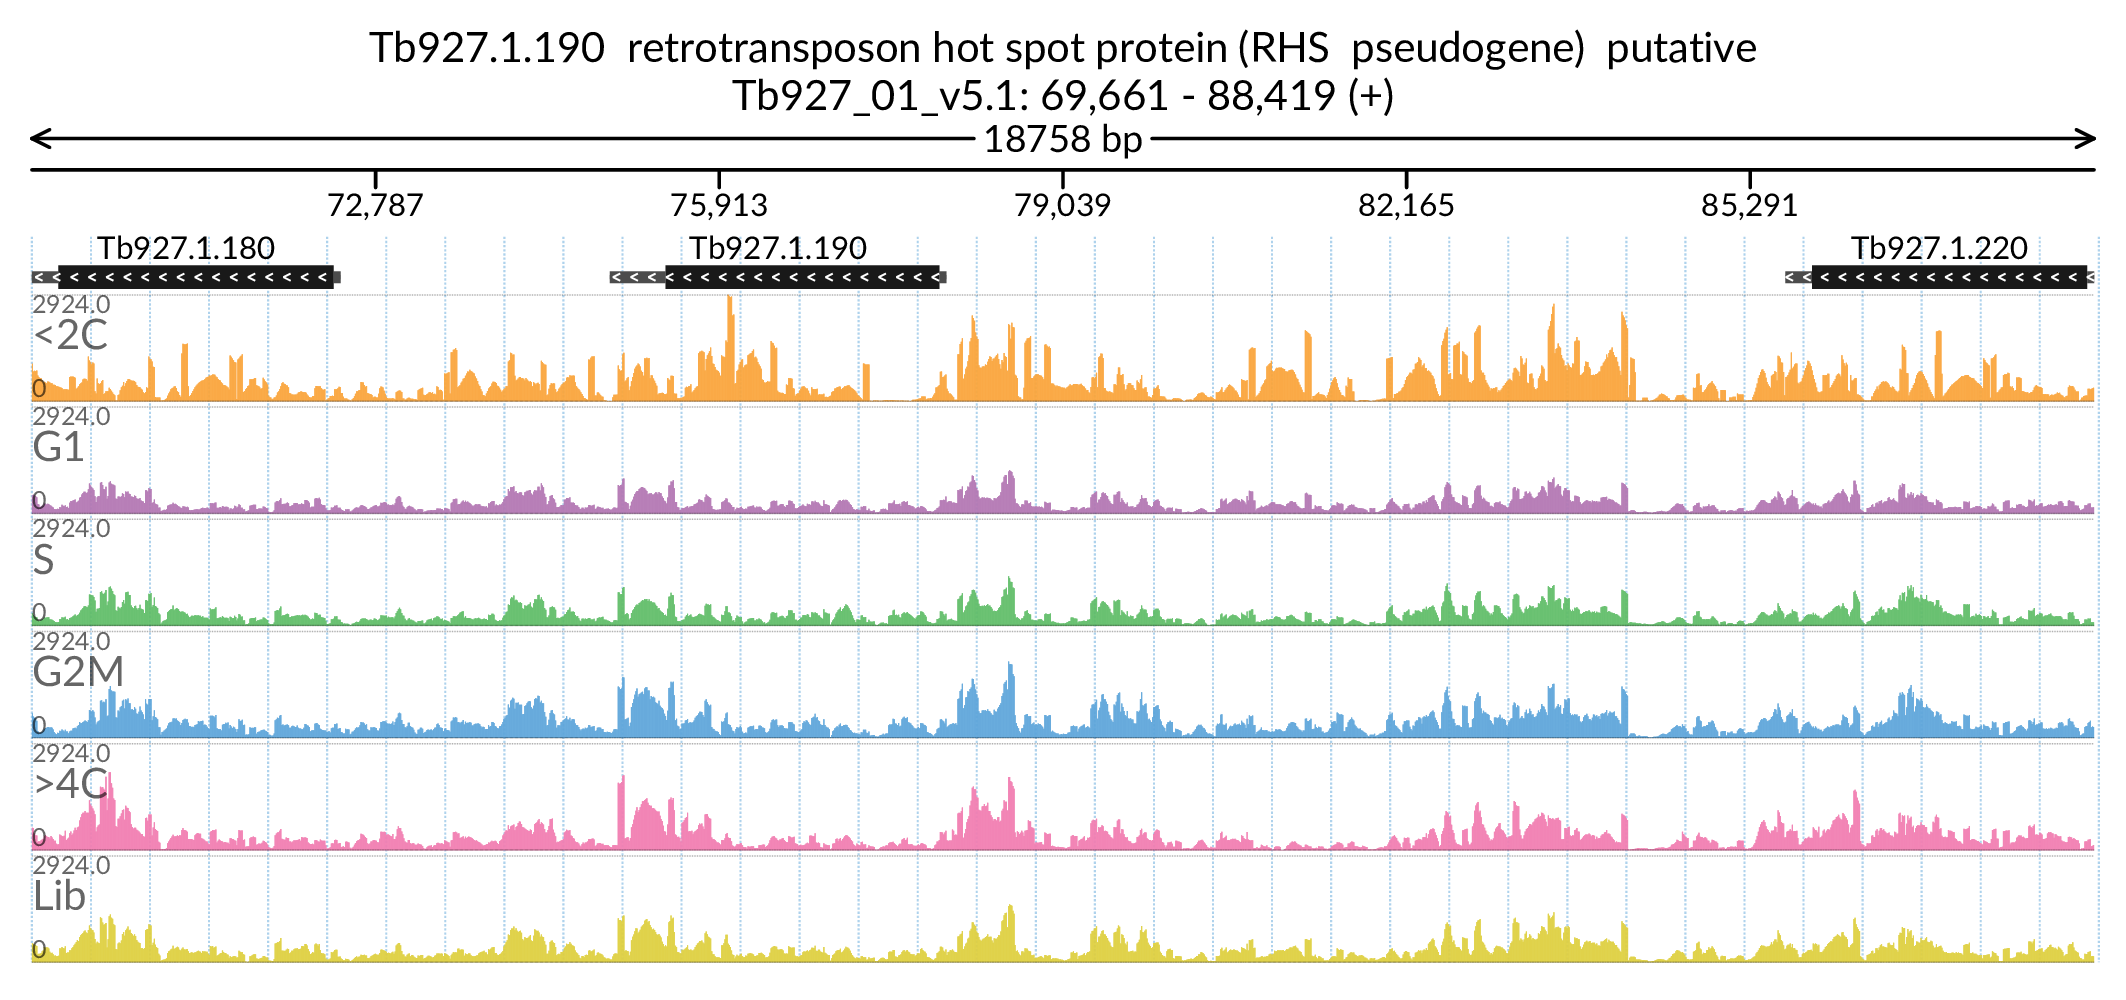 Tb927.1.190 retrotransposon hot spot protein (RHS pseudogene) putative
Tb927_01_v5.1: 69,661 - 88,419 (+)
18758 bp
72,787 75,913 79,039 82,165 85,291
Tb927.1.180 Tb927.1.190 Tb927.1.220
2924.0
<2C
0
2924.0
G1
0
2924.0
S
0
2924.0
G2M
0
2924.0
>4C
0
2924.0
Lib
0